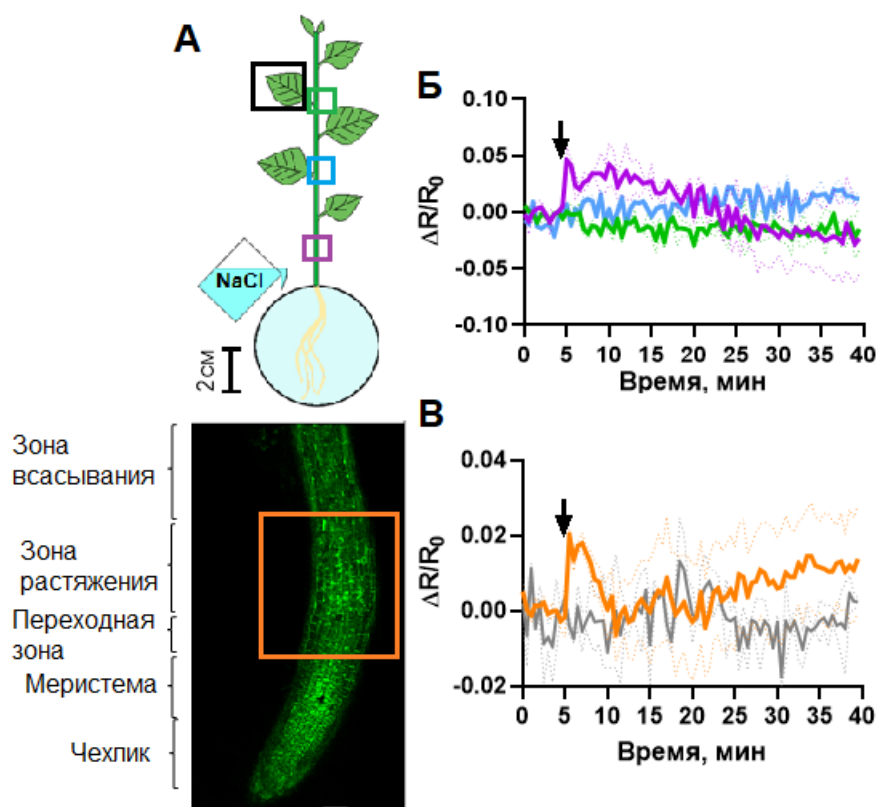 А
NaCl
2см
Зона
всасывания
Зона
растяжения
Переходная
зона
Меристема
Чехлик
Б
0.10
0.05
0.00
-0.05
-0.10
ΔR/R₀
0 5 10 15 20 25 30 35 40
Время, мин
В
0.04
0.02
0.00
-0.02
ΔR/R₀
0 5 10 15 20 25 30 35 40
Время, мин